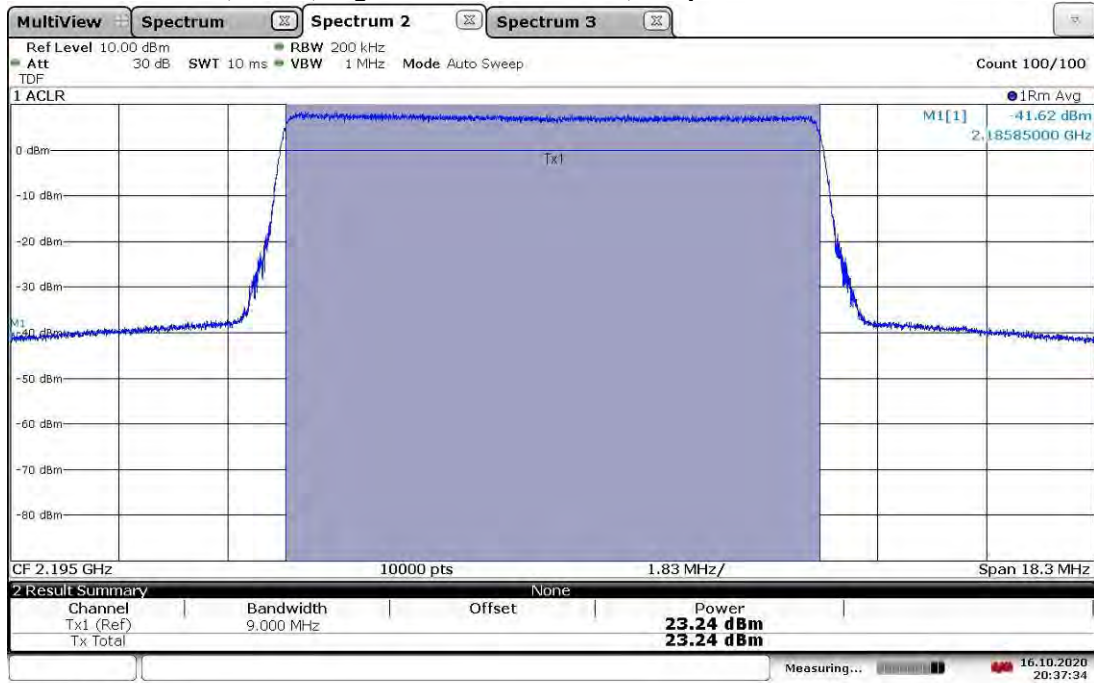 MultiView Spectrum Spectrum 2 Spectrum 3
Ref Level 10.00 dBm RBW 200 kHz
Att 30 dB SWT 10 ms VBW 1 MHz Mode Auto Sweep Count 100/100
TDF
1 ACLR 1Rm Avg
M1[1] -41.62 dBm
2.18585000 GHz
0 dBm
Tx1
-10 dBm
-20 dBm
-30 dBm
M1
-40 dBm
-50 dBm
-60 dBm
-70 dBm
-80 dBm
CF 2.195 GHz 10000 pts 1.83 MHz/ Span 18.3 MHz
2 Result Summary None
Channel Bandwidth Offset Power
Tx1 (Ref) 9.000 MHz 23.24 dBm
Tx Total 23.24 dBm
Measuring... 16.10.2020
20:37:34